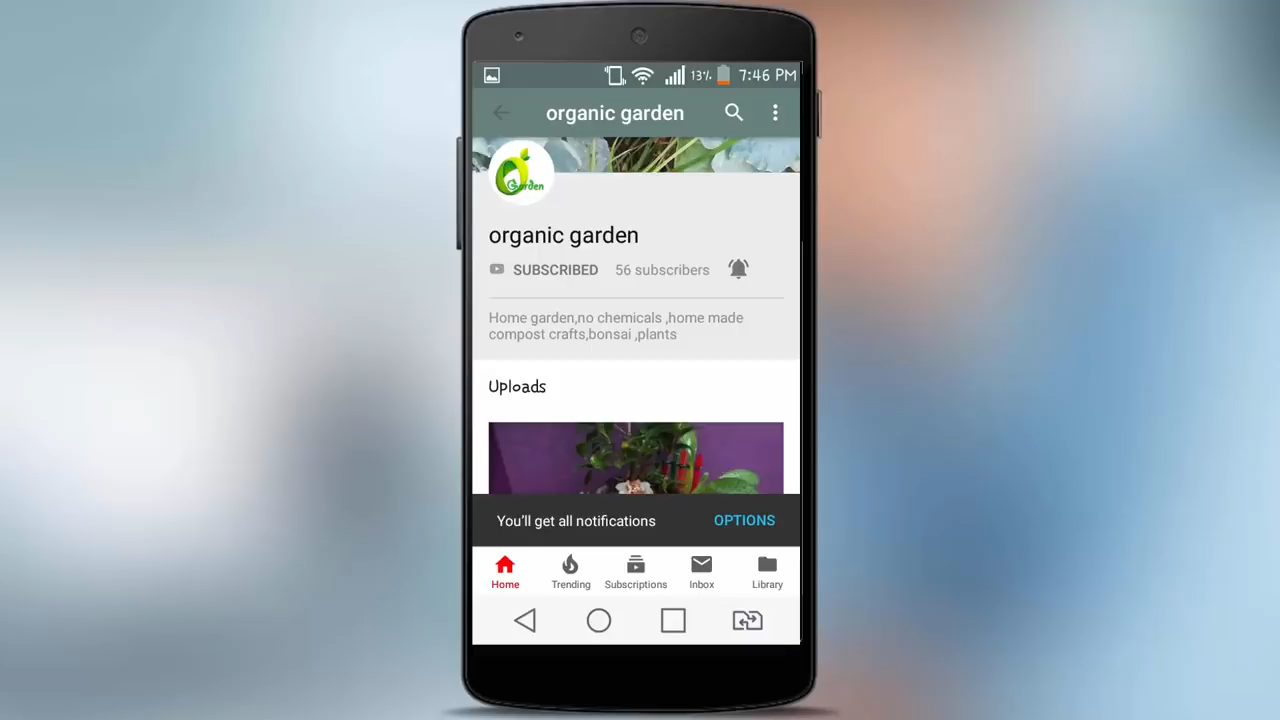 13% 7:46 PM
organic garden
Garden
organic garden
SUBSCRIBED 56 subscribers
Home garden,no chemicals ,home made
compost crafts,bonsai ,plants
Uploads
You'll get all notifications OPTIONS
Home Trending Subscriptions Inbox Library